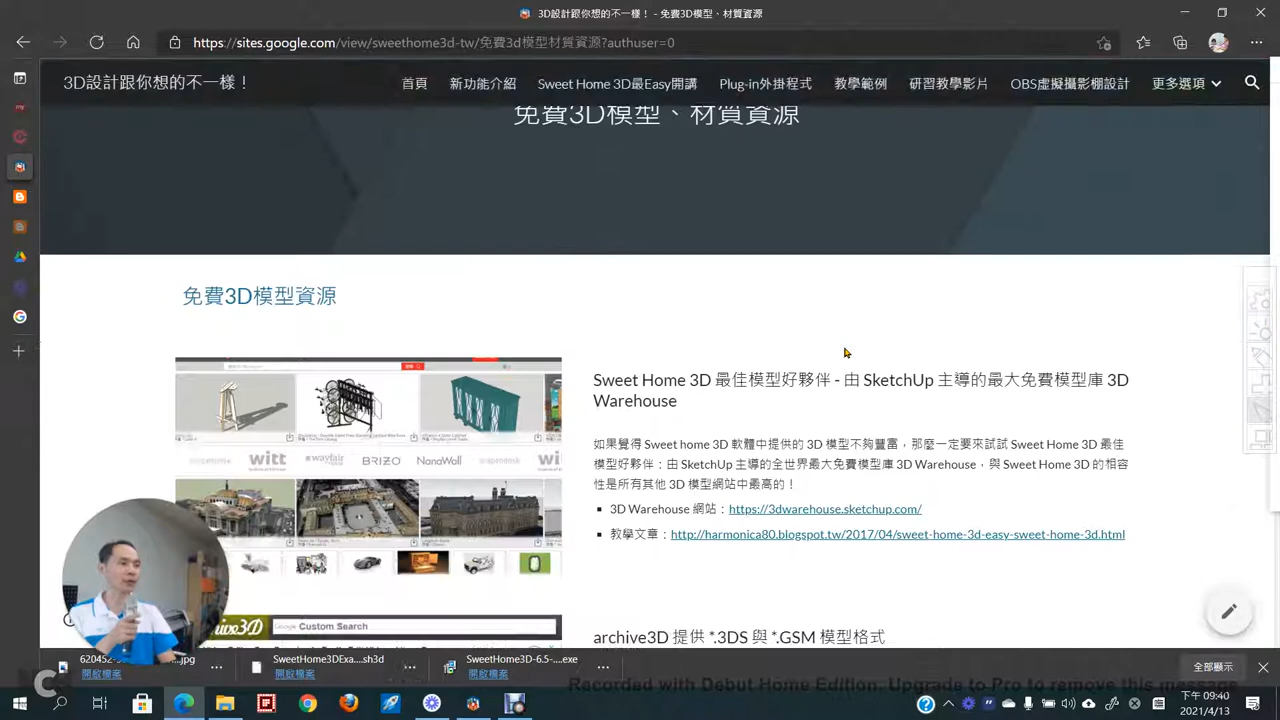 3D設計跟你想的不一樣！ - 免費3D模型、材質資源
https://sites.google.com/view/sweethome3d-tw/免費3d模型材質資源?authuser=0
3D設計跟你想的不一樣！ 首頁 新功能介紹 Sweet Home 3D最Easy開講 Plug-in外掛程式 教學範例 研習教學影片 OBS虛擬攝影棚設計 更多選項
免費3D模型、材質資源
免費3D模型資源
Sweet Home 3D 最佳模型好夥伴 - 由 SketchUp 主導的最大免費模型庫 3D
Warehouse
如果覺得 Sweet home 3D 軟體中提供的 3D 模型不夠豐富，那麼一定要來試試 Sweet Home 3D 最佳
模型好夥伴：由 SketchUp 主導的全世界最大免費模型庫 3D Warehouse，與 Sweet Home 3D 的相容
性是所有其他 3D 模型網站中最高的！
3D Warehouse 網站：https://3dwarehouse.sketchup.com/
教學文章：http://harmonica80.blogspot.tw/2017/04/sweet-home-3d-easy-sweet-home-3d.html
witt wayfair BRIZO NanaWall
Custom Search
archive3D 提供 *.3DS 與 *.GSM 模型格式
SweetHome3DExa....sh3d
開啟檔案
SweetHome3D-6.5-....exe
開啟檔案
開啟檔案
全部顯示
Recorded with Debut Home Edition. Upgrade to Pro to remove this message
下午 09:40
2021/4/13